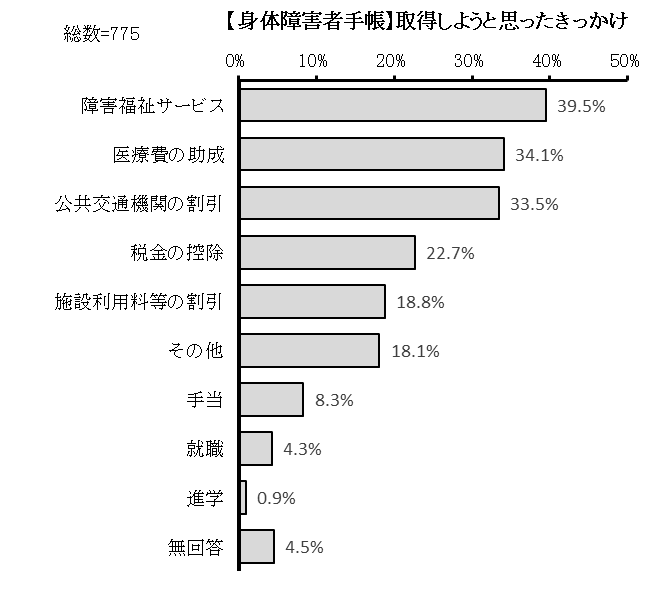 【身体障害者手帳】取得しようと思ったきっかけ
総数=775
0% 10% 20% 30% 40% 50%
障害福祉サービス 39.5%
医療費の助成 34.1%
公共交通機関の割引 33.5%
税金の控除 22.7%
施設利用料等の割引 18.8%
その他 18.1%
手当 8.3%
就職 4.3%
進学 0.9%
無回答 4.5%